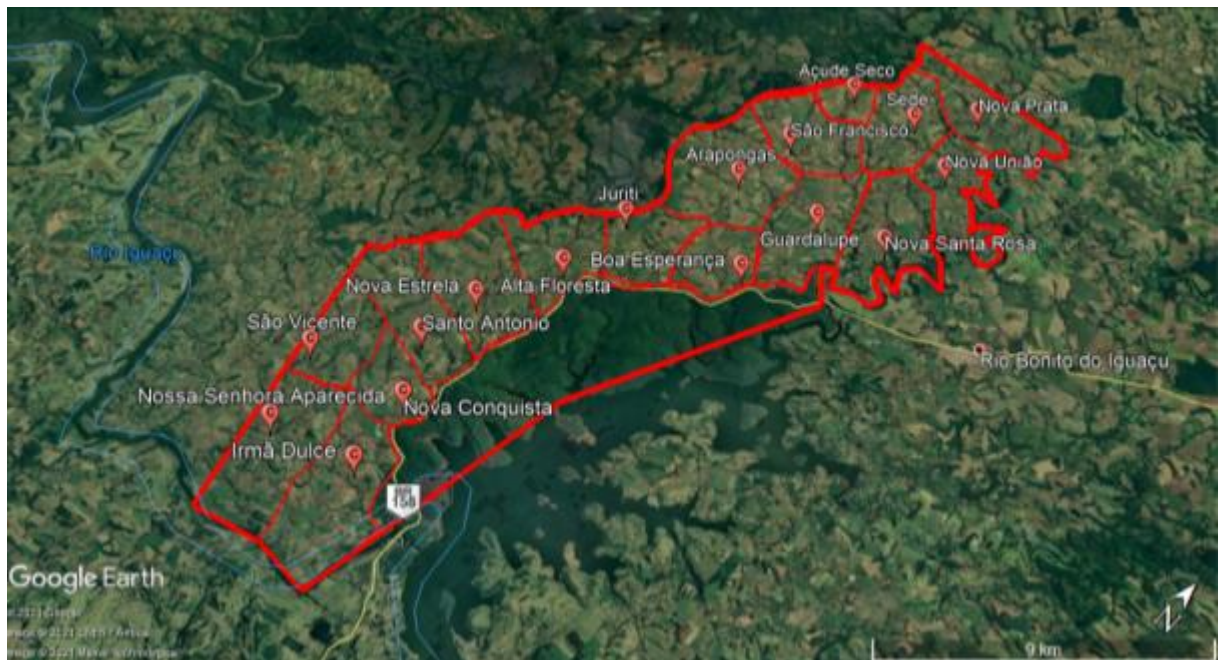 Açude Seco
Sede
Nova Prata
São Francisco
Arapongas
Nova União
Juriti
Guardalupe
Nova Santa Rosa
Boa Esperança
Rio Iguaçu
Nova Estrela
Alta Floresta
São Vicente
Santo Antonio
Rio Bonito do Iguaçu
Nossa Senhora Aparecida
Nova Conquista
Irmã Dulce
158
Google Earth
N
9 km